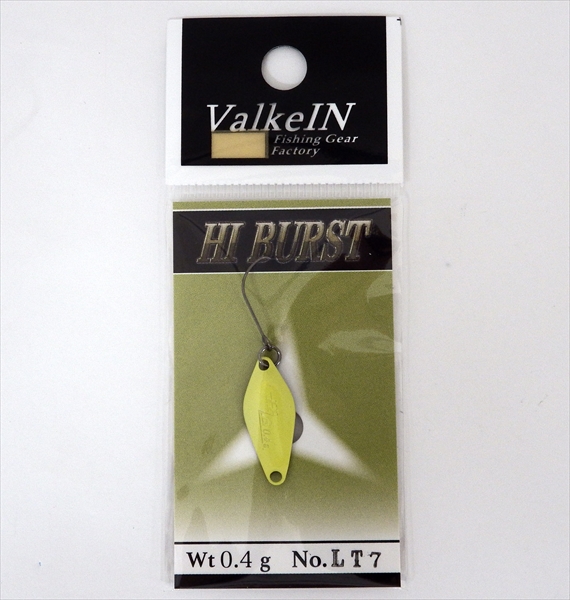 ValkeIN
Fishing Gear
Factory
HI BURST
Wt 0.4 g No. LT7